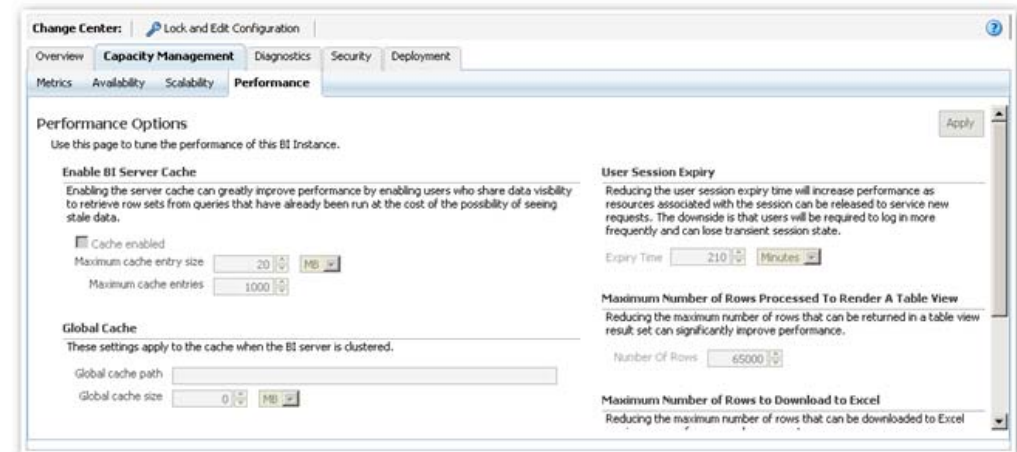 Change Center: Lock and Edit Configuration
Overview Capacity Management Diagnostics Security Deployment
Metrics Availability Scalability Performance
Performance Options
Apply
Use this page to tune the performance of this BI Instance.
Enable BI Server Cache
Enabling the server cache can greatly improve performance by enabling users who share data visibility
to retrieve row sets from queries that have already been run at the cost of the possibility of seeing
stale data.
Cache enabled
Maximum cache entry size 20 MB
Maximum cache entries 1000
Global Cache
These settings apply to the cache when the BI server is clustered.
Global cache path
Global cache size 0 MB
User Session Expiry
Reducing the user session expiry time will increase performance as
resources associated with the session can be released to service new
requests. The downside is that users will be required to log in more
frequently and can lose transient session state.
Expiry Time 210 Minutes
Maximum Number of Rows Processed To Render A Table View
Reducing the maximum number of rows that can be returned in a table view
result set can significantly improve performance.
Number Of Rows 65000
Maximum Number of Rows to Download to Excel
Reducing the maximum number of rows that can be downloaded to Excel